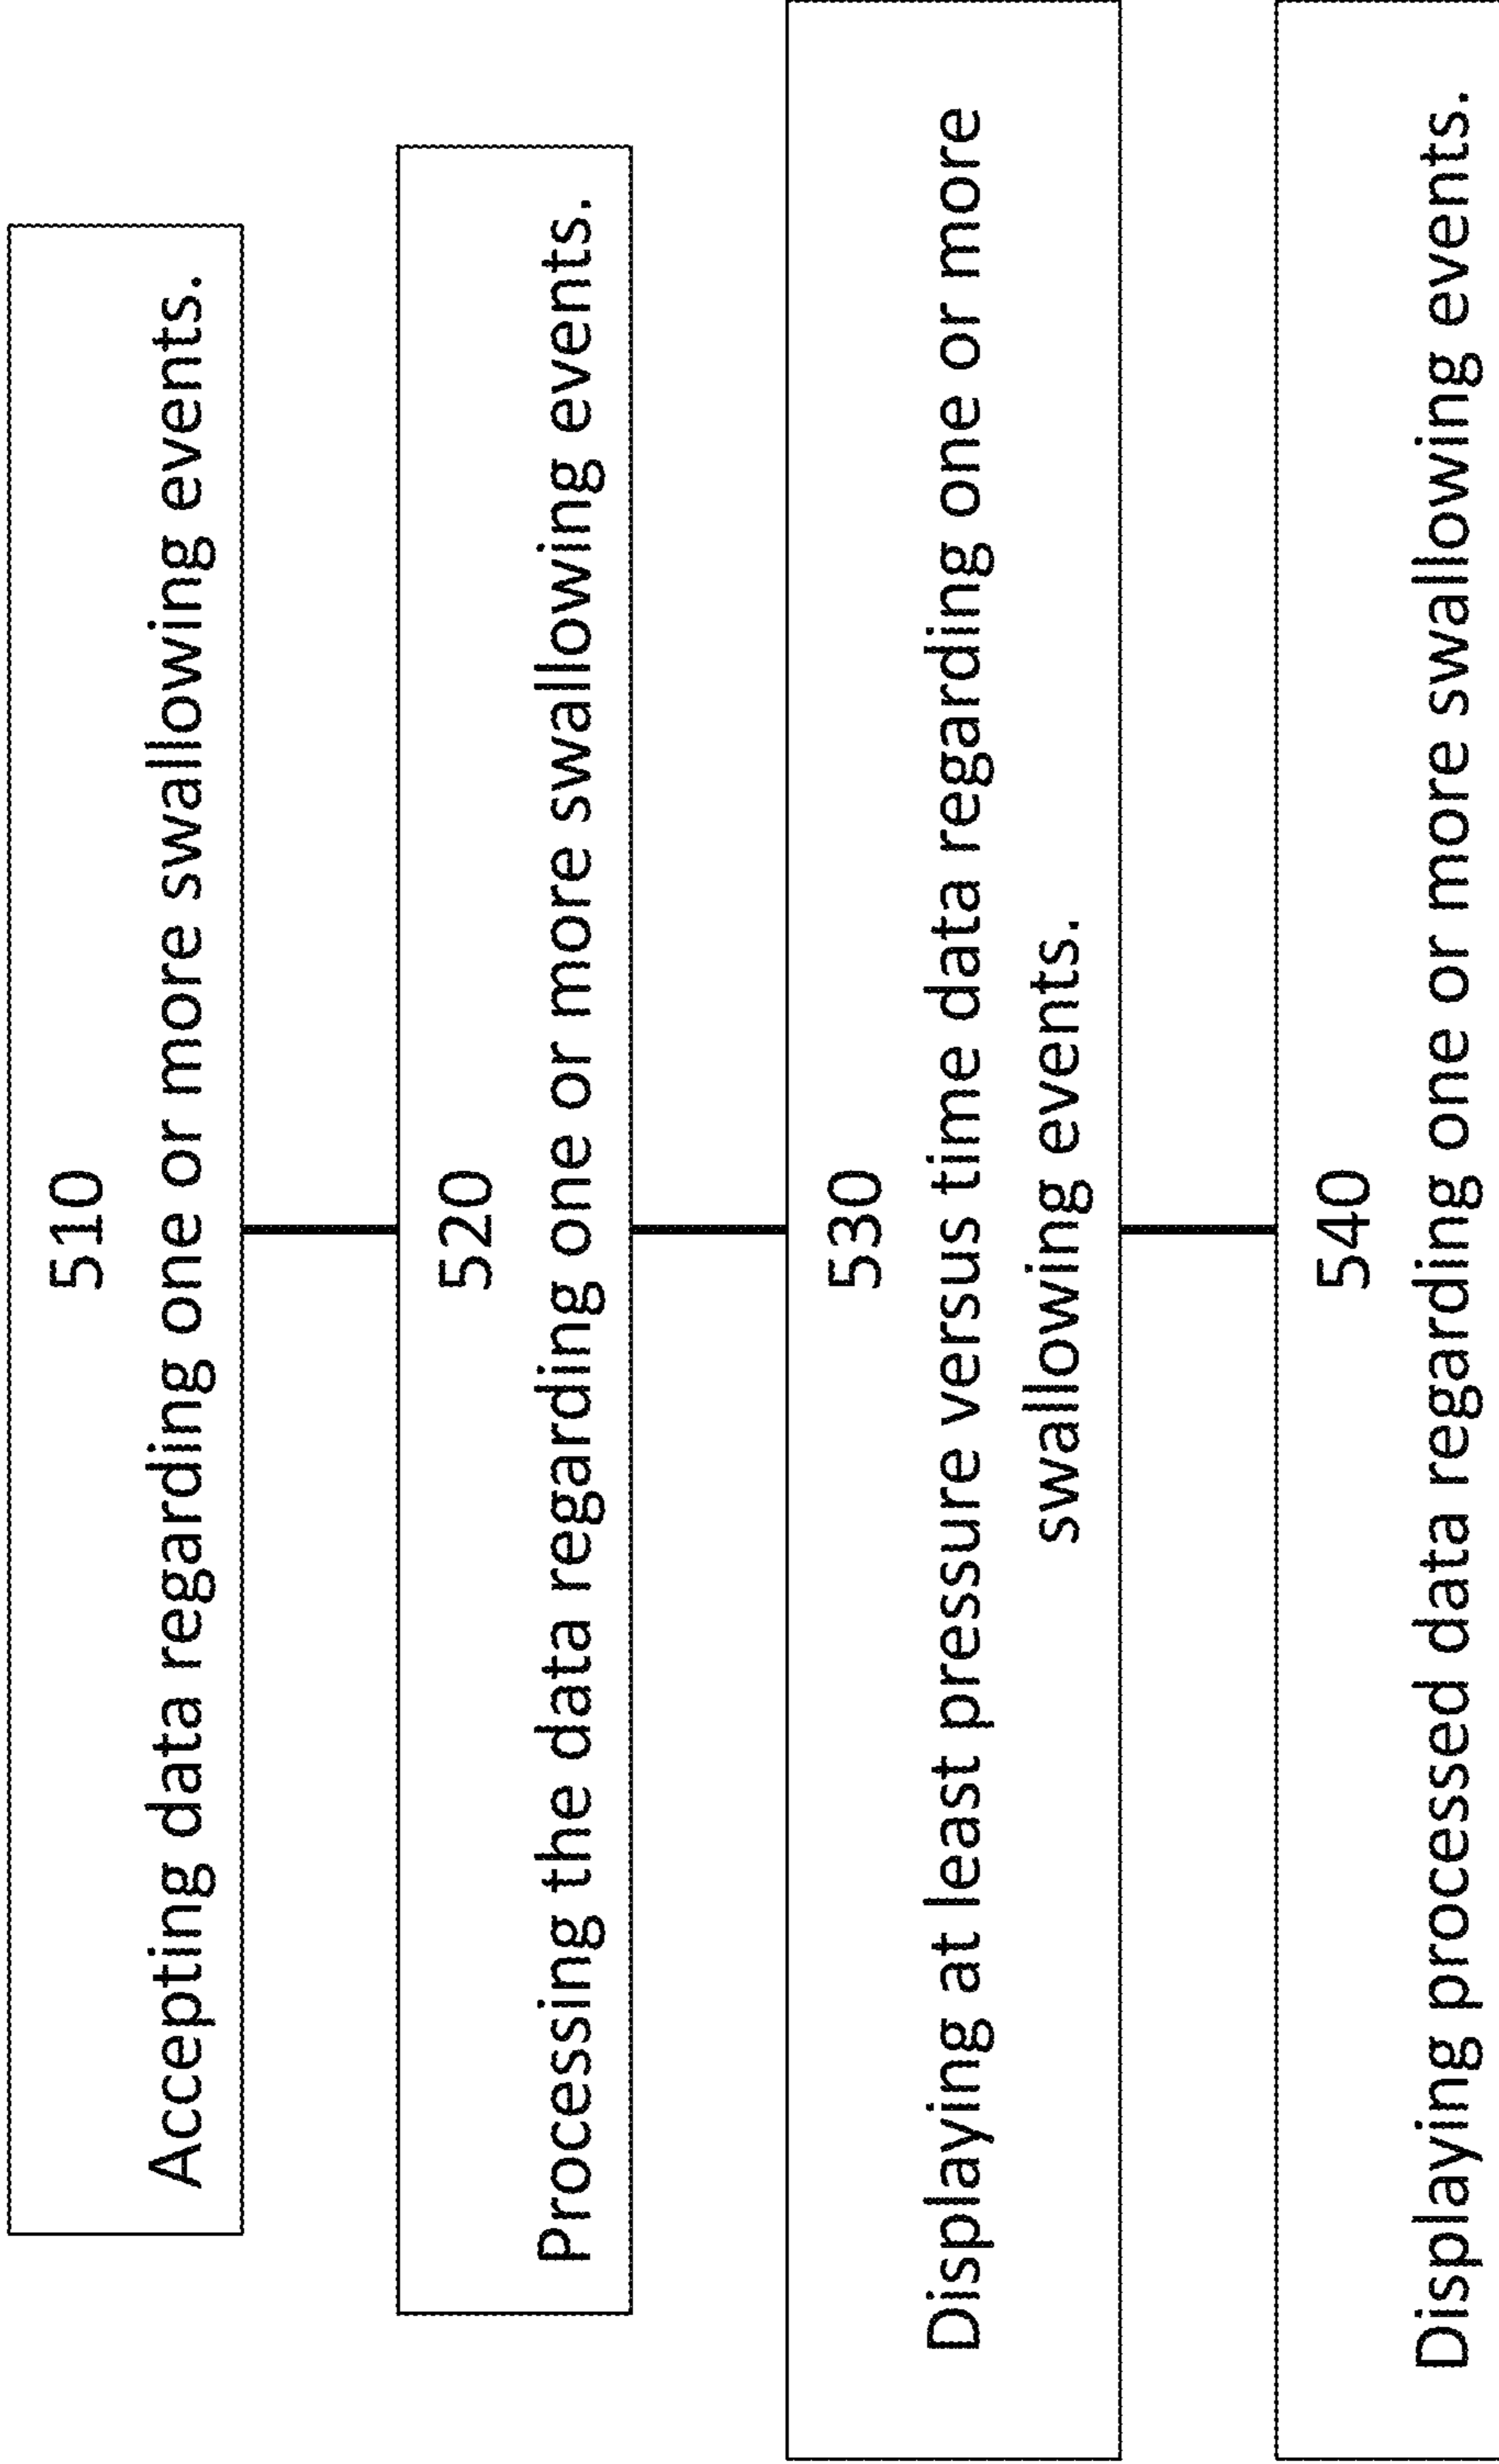 510
Accepting data regarding one or more swallowing events.
520
Processing the data regarding one or more swallowing events.
530
Displaying at least pressure versus time data regarding one or more
swallowing events.
540
Displaying processed data regarding one or more swallowing events.